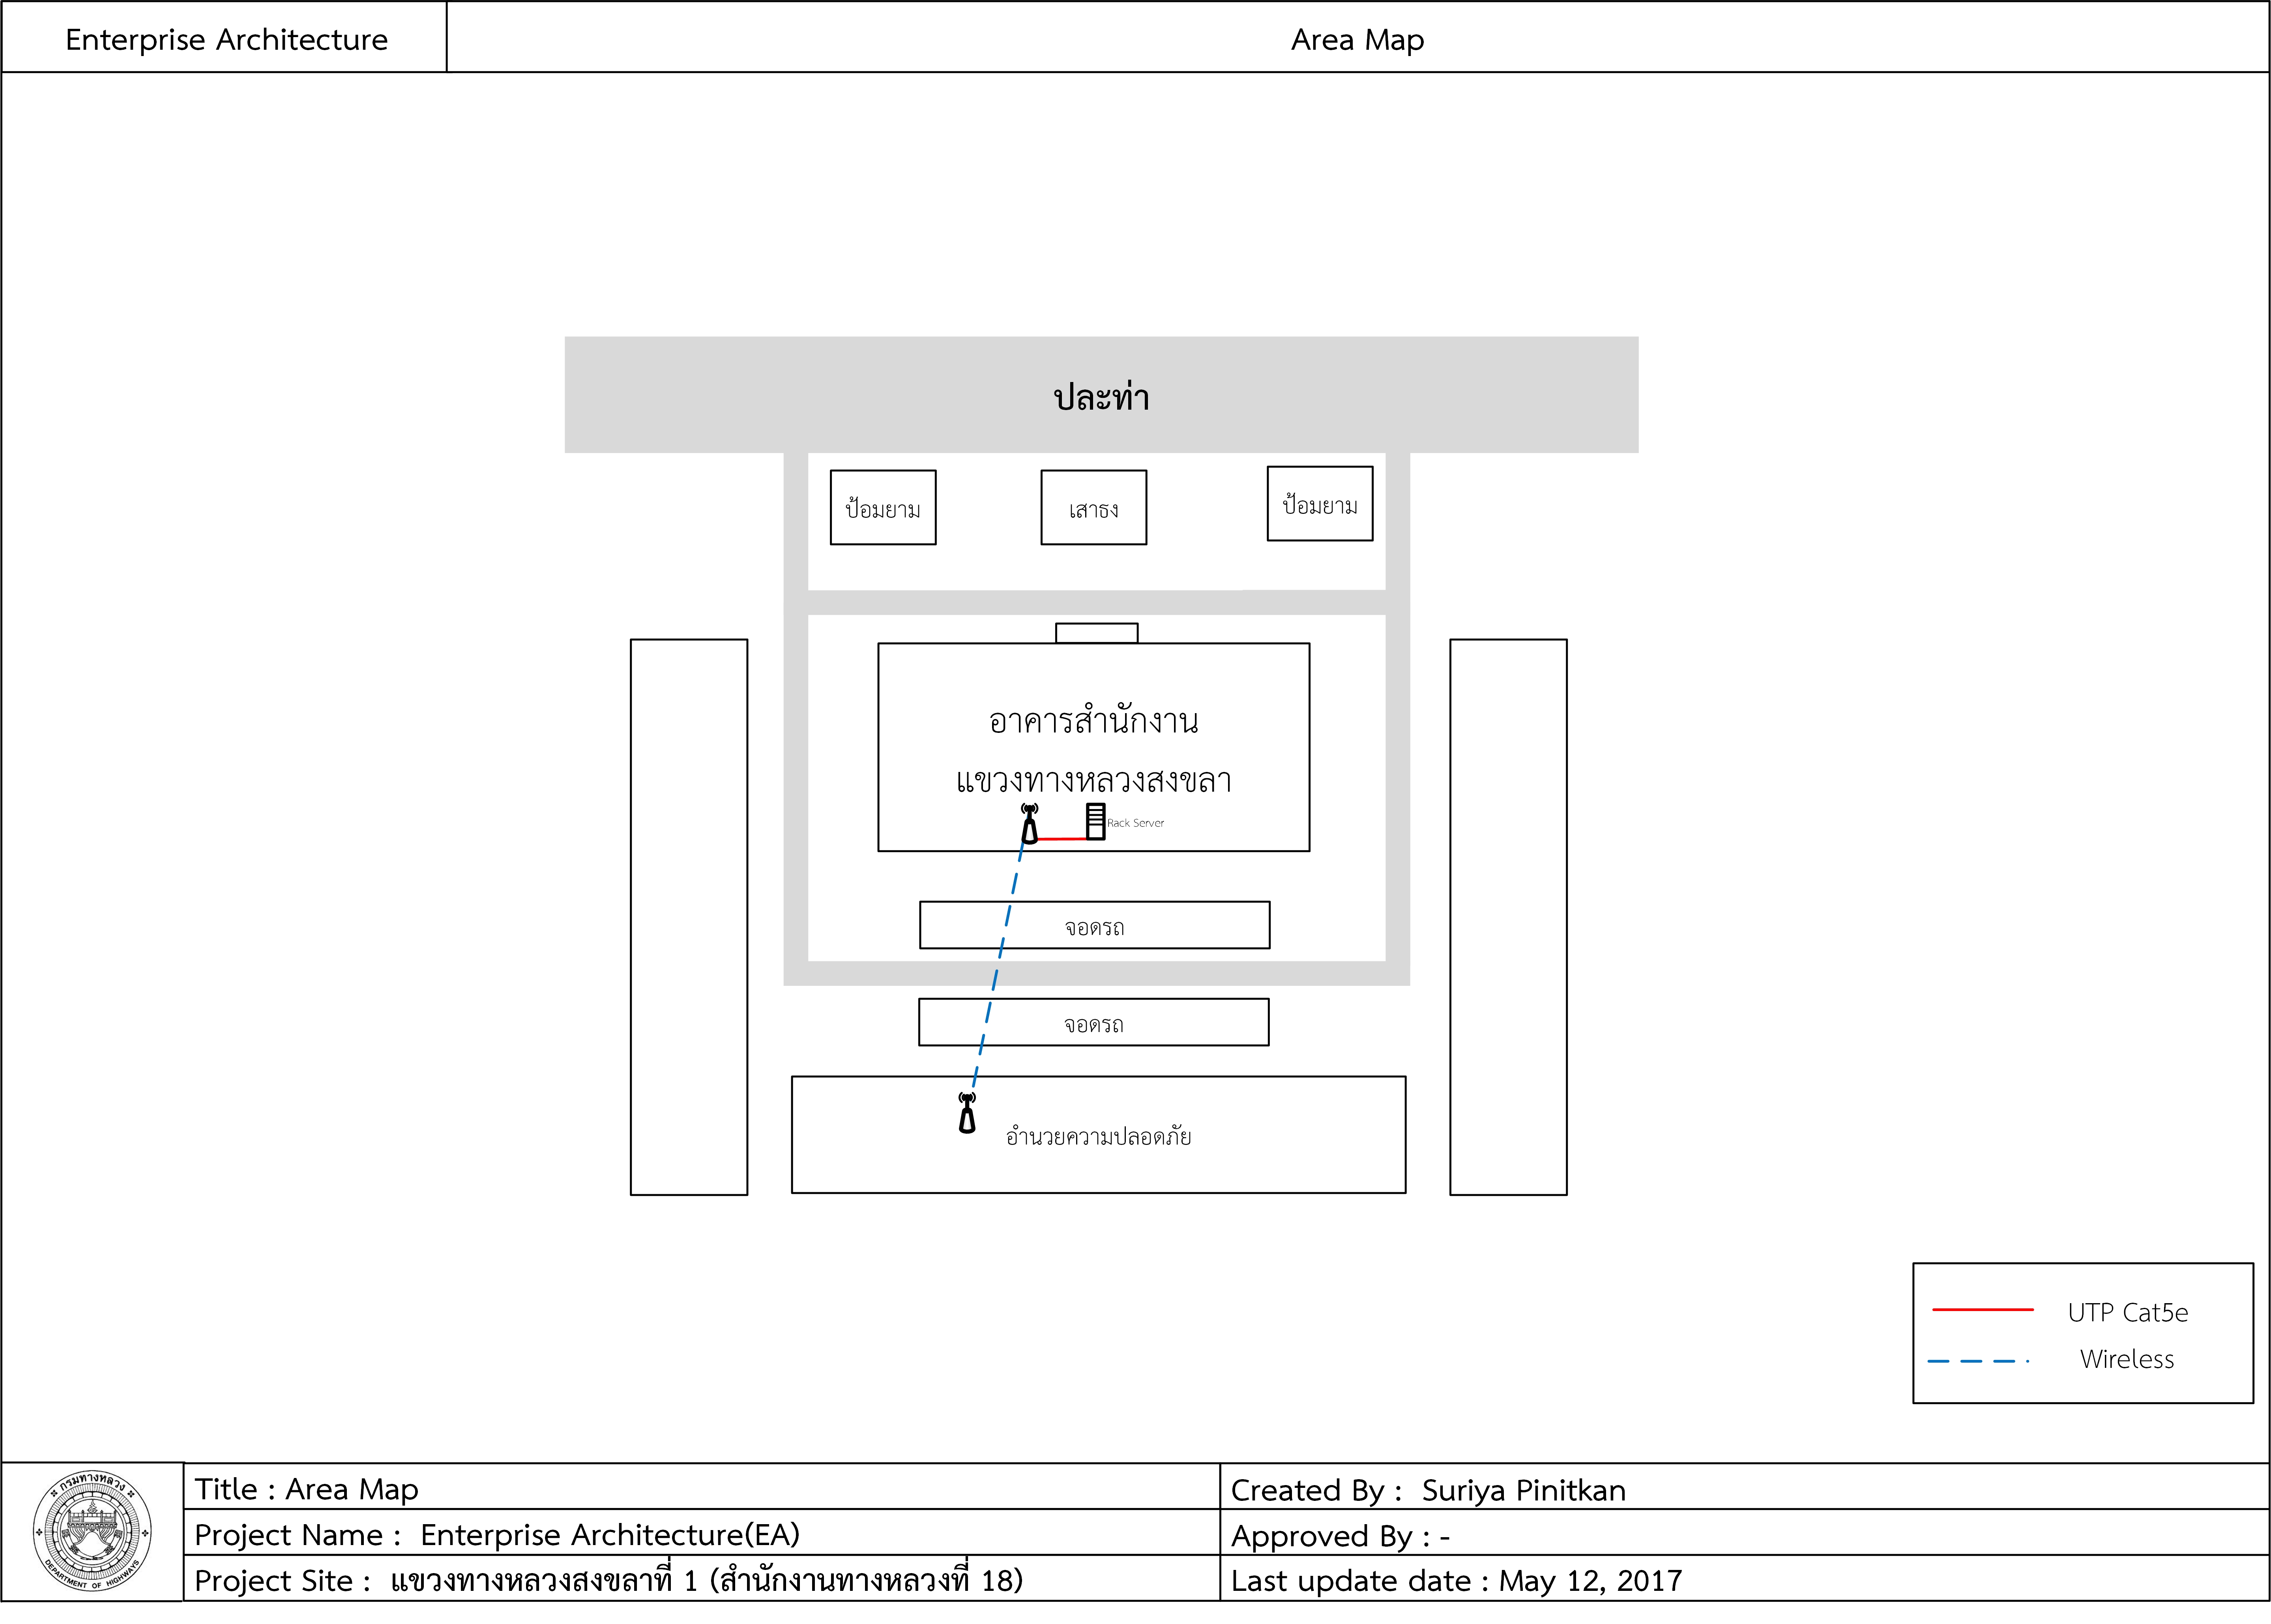 Enterprise Architecture
Area Map
ปละท่า
ป้อมยาม
เสาธง
ป้อมยาม
อาคารสำนักงาน
แขวงทางหลวงสงขลา
Rack Server
จอดรถ
จอดรถ
อำนวยความปลอดภัย
UTP Cat5e
Wireless
กรมทางหลวง
DEPARTMENT OF HIGHWAYS
Title : Area Map
Project Name : Enterprise Architecture(EA)
Project Site : แขวงทางหลวงสงขลาที่ 1 (สำนักงานทางหลวงที่ 18)
Created By : Suriya Pinitkan
Approved By : -
Last update date : May 12, 2017